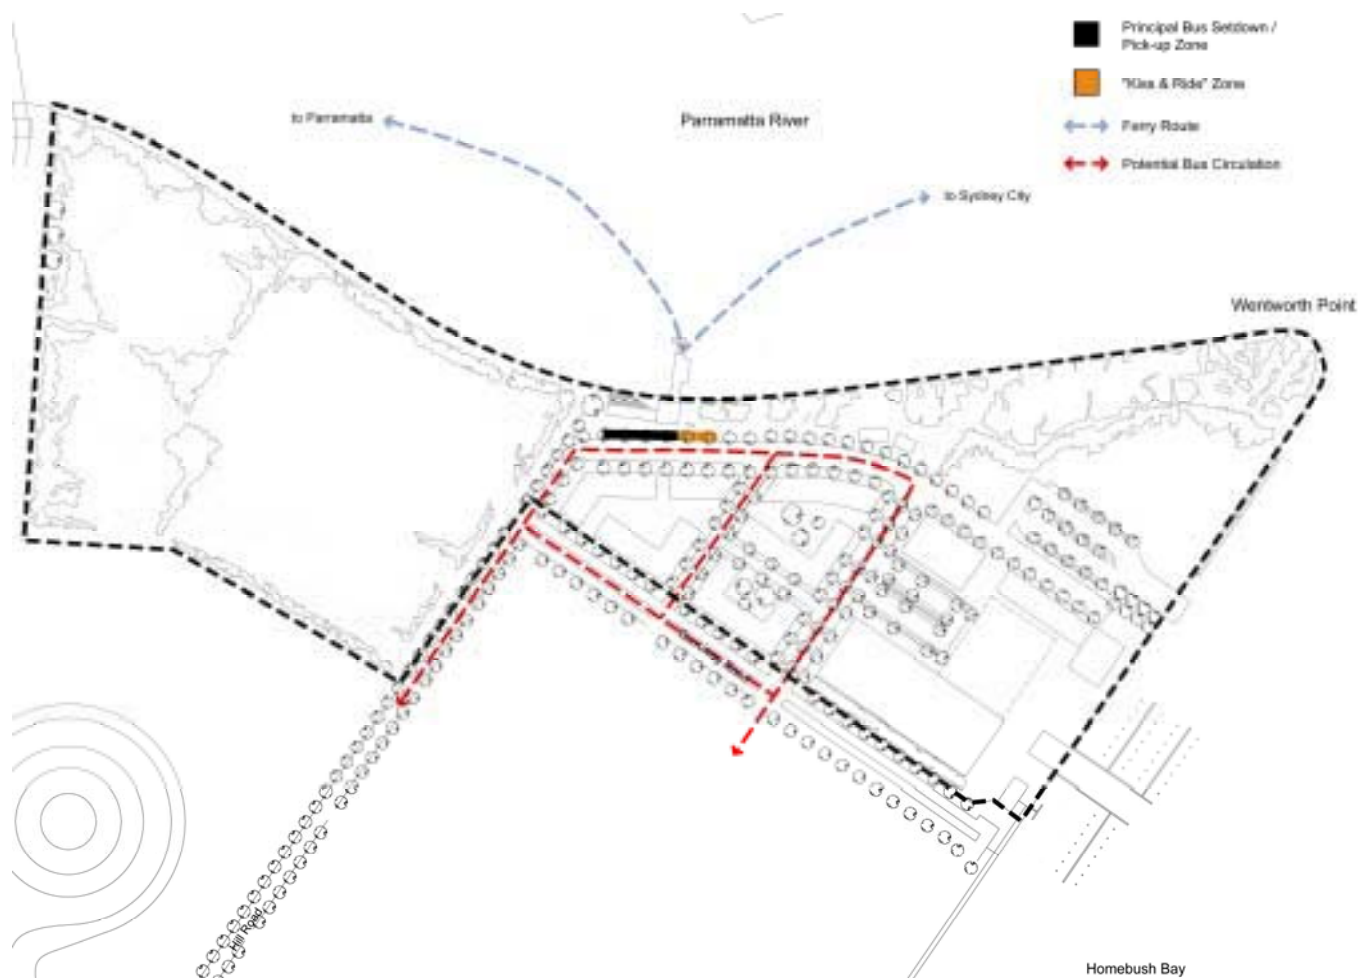 Principal Bus Setdown /
Pick-up Zone
"Kiss & Ride" Zone
Ferry Route
Potential Bus Circulation
to Parramatta
Parramatta River
to Sydney City
Wentworth Point
Hill Road
Homebush Bay